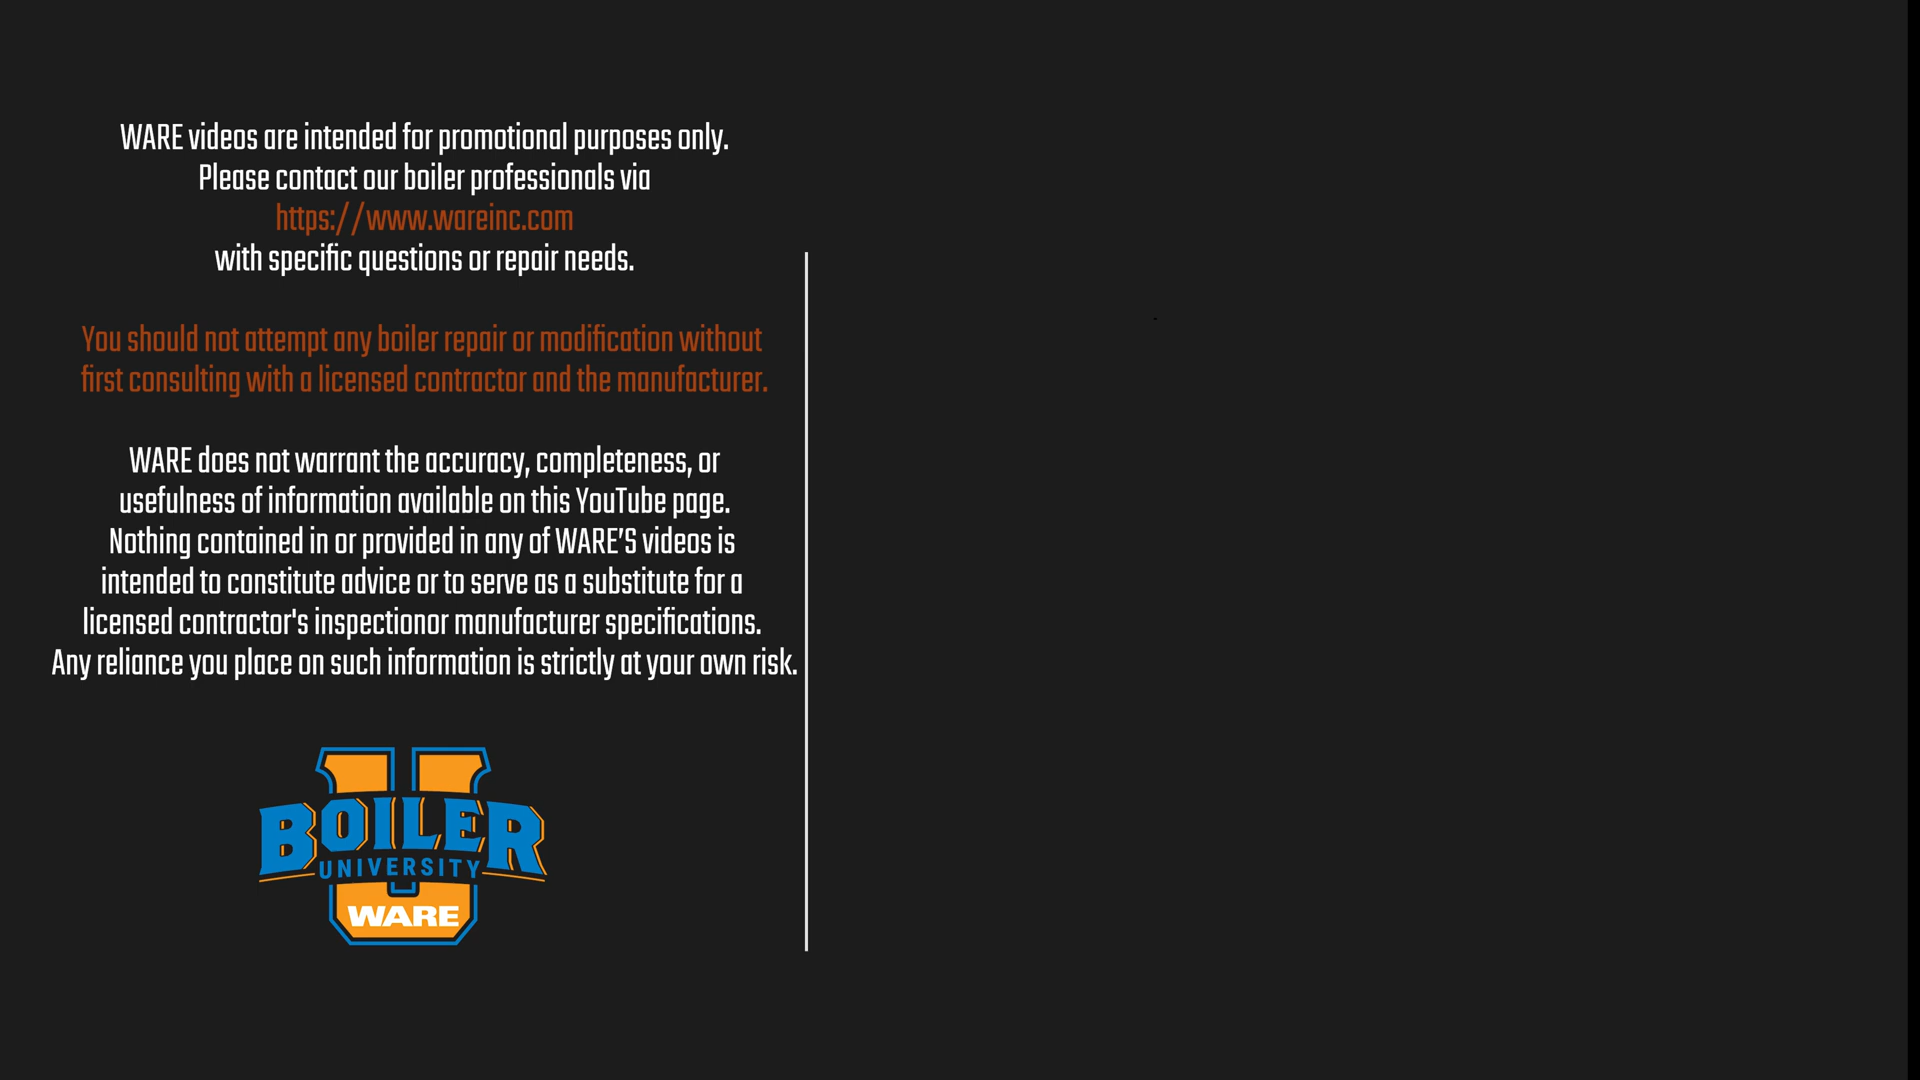 WARE videos are intended for promotional purposes only.
Please contact our boiler professionals via
https://www.wareinc.com
with specific questions or repair needs.
You should not attempt any boiler repair or modification without
first consulting with a licensed contractor and the manufacturer.
WARE does not warrant the accuracy, completeness, or
usefulness of information available on this YouTube page.
Nothing contained in or provided in any of WARE'S videos is
intended to constitute advice or to serve as a substitute for a
licensed contractor's inspectionor manufacturer specifications.
Any reliance you place on such information is strictly at your own risk.
U
BOILER
UNIVERSITY
WARE